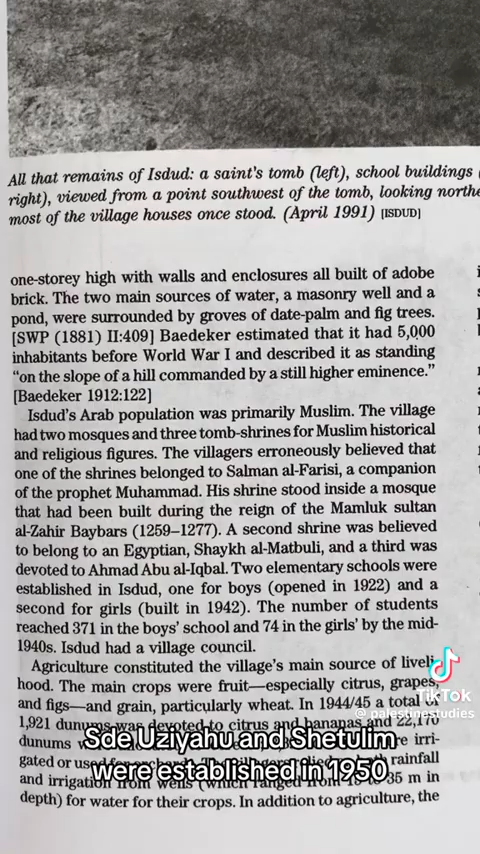 All that remains of Isdud: a saint's tomb (left), school buildings
right), viewed from a point southwest of the tomb, looking northe
most of the village houses once stood. (April 1991) [ISDUD]
one-storey high with walls and enclosures all built of adobe
brick. The two main sources of water, a masonry well and a
pond, were surrounded by groves of date-palm and fig trees.
[SWP (1881) II:409] Baedeker estimated that it had 5,000
inhabitants before World War I and described it as standing
“on the slope of a hill commanded by a still higher eminence.”
[Baedeker 1912:122]
Isdud's Arab population was primarily Muslim. The village
had two mosques and three tomb-shrines for Muslim historical
and religious figures. The villagers erroneously believed that
one of the shrines belonged to Salman al-Farisi, a companion
of the prophet Muhammad. His shrine stood inside a mosque
that had been built during the reign of the Mamluk sultan
al-Zahir Baybars (1259–1277). A second shrine was believed
to belong to an Egyptian, Shaykh al-Matbuli, and a third was
devoted to Ahmad Abu al-Iqbal. Two elementary schools were
established in Isdud, one for boys (opened in 1922) and a
second for girls (built in 1942). The number of students
reached 371 in the boys' school and 74 in the girls' by the mid-
1940s. Isdud had a village council.
Agriculture constituted the village's main source of liveli-
hood. The main crops were fruit—especially citrus, grapes,
and figs—and grain, particularly wheat. In 1944/45 a total of
1,921 dunums was devoted to citrus and bananas and 22,170
dunums re irri-
gated or used rainfall
and irrigation from wells (which ranged from 35 m in
depth) for water for their crops. In addition to agriculture, the
TikTok
@ palestinestudies
Sde Uziyahu and Shetulim
were established in 1950